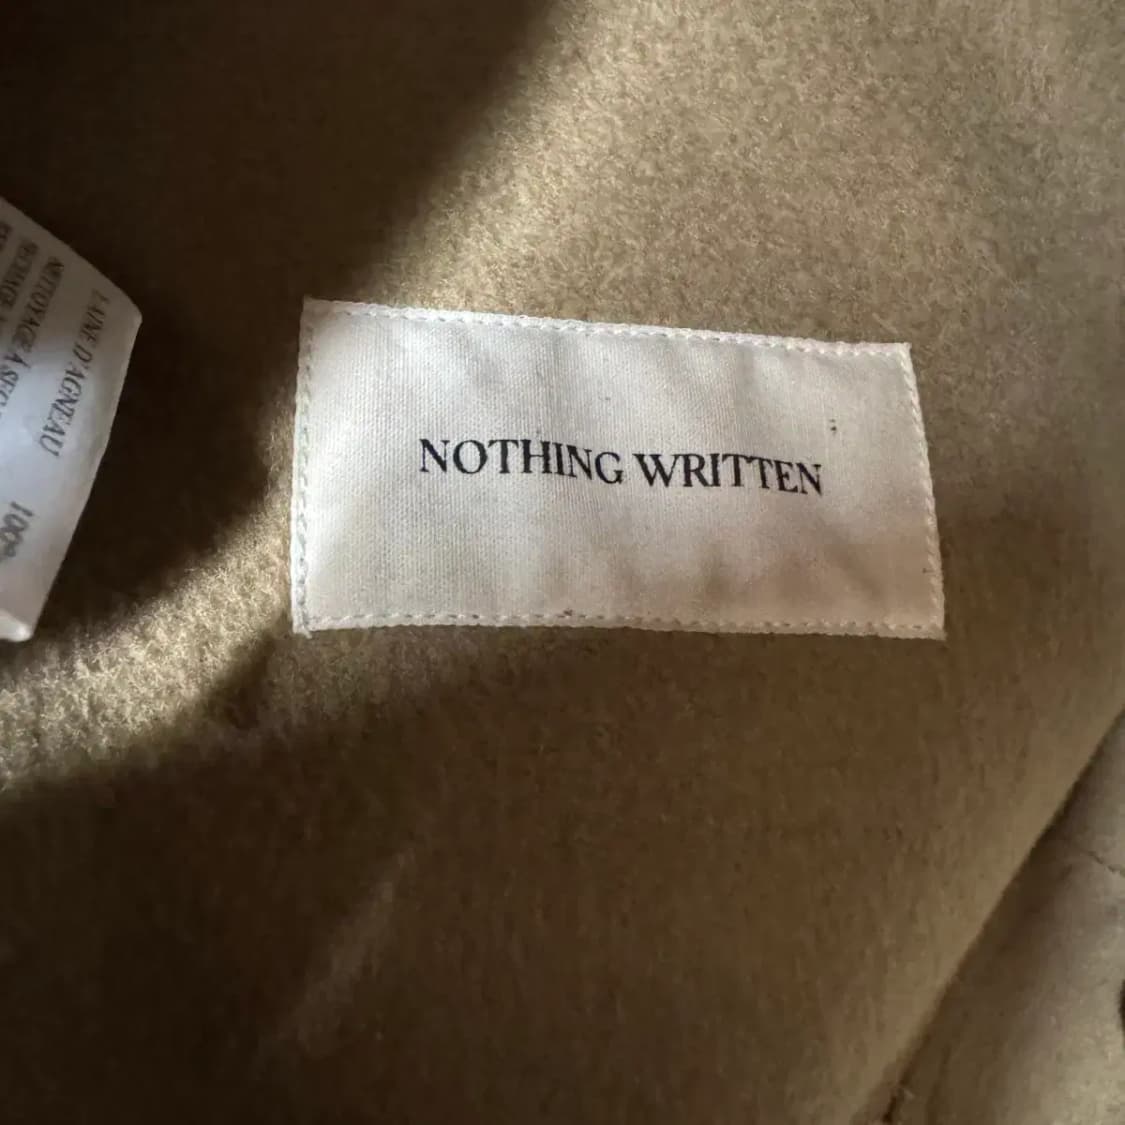 NOTHING WRITTEN
LAINE D'AGNEAU
NETTOYAGE À SEC